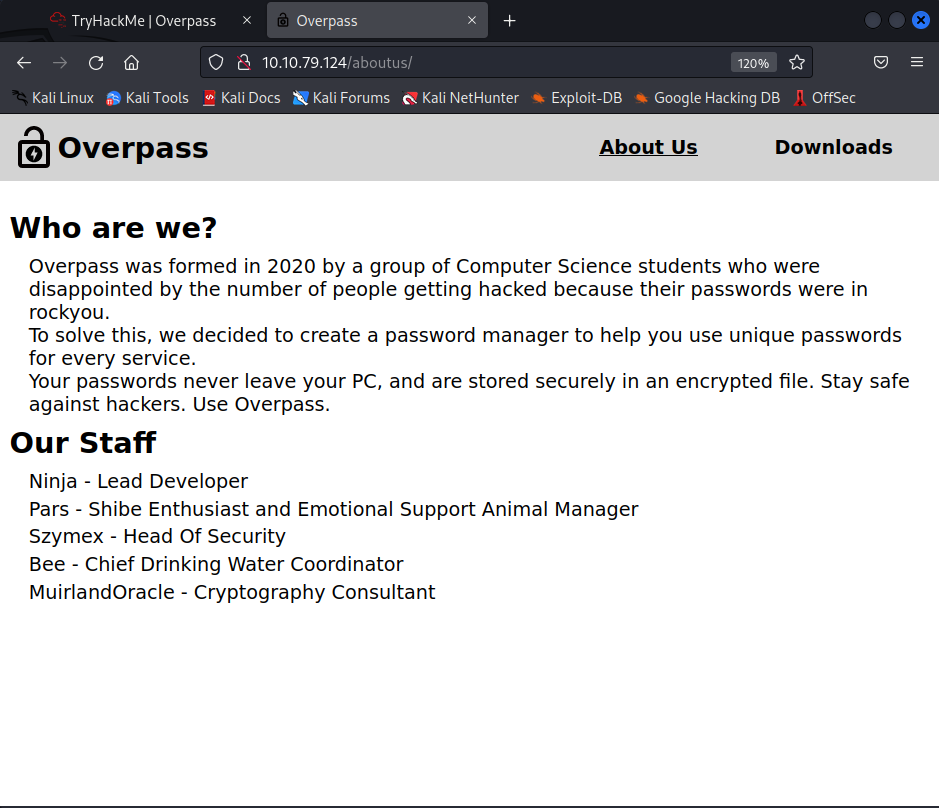 TryHackMe | Overpass
Overpass
10.10.79.124/aboutus/
120%
Kali Linux
Kali Tools
Kali Docs
Kali Forums
Kali NetHunter
Exploit-DB
Google Hacking DB
OffSec
Overpass
About Us
Downloads
Who are we?
Overpass was formed in 2020 by a group of Computer Science students who were
disappointed by the number of people getting hacked because their passwords were in
rockyou.
To solve this, we decided to create a password manager to help you use unique passwords
for every service.
Your passwords never leave your PC, and are stored securely in an encrypted file. Stay safe
against hackers. Use Overpass.
Our Staff
Ninja - Lead Developer
Pars - Shibe Enthusiast and Emotional Support Animal Manager
Szymex - Head Of Security
Bee - Chief Drinking Water Coordinator
MuirlandOracle - Cryptography Consultant